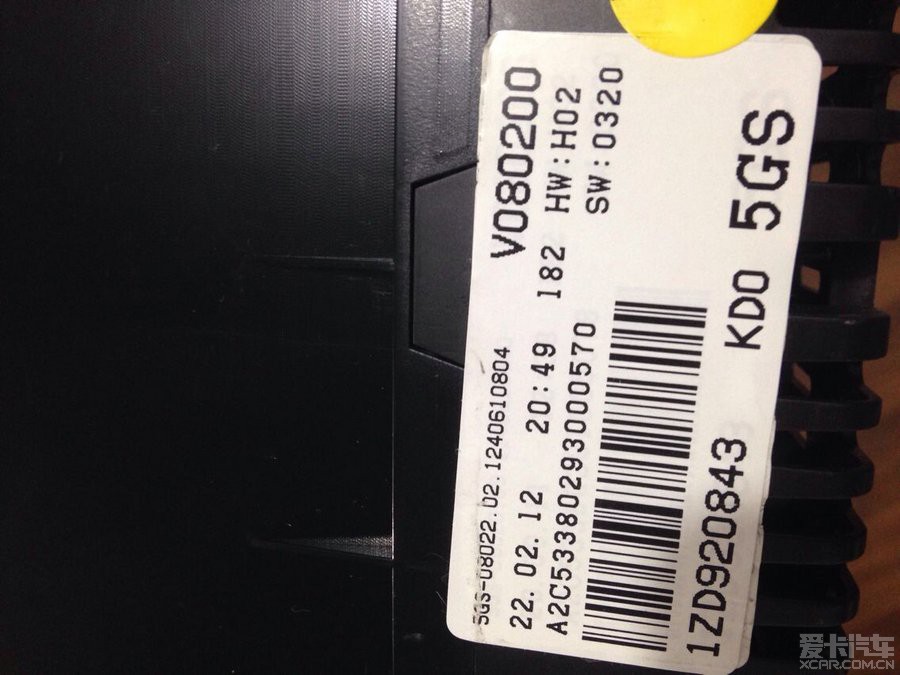 5GS-08022.02.1240610804 V080200
22.02.12 20:49 182 HW:H02
A2C53380293000570 SW:0320
1ZD920843 KD0 5GS
爱卡汽车
XCAR.COM.CN